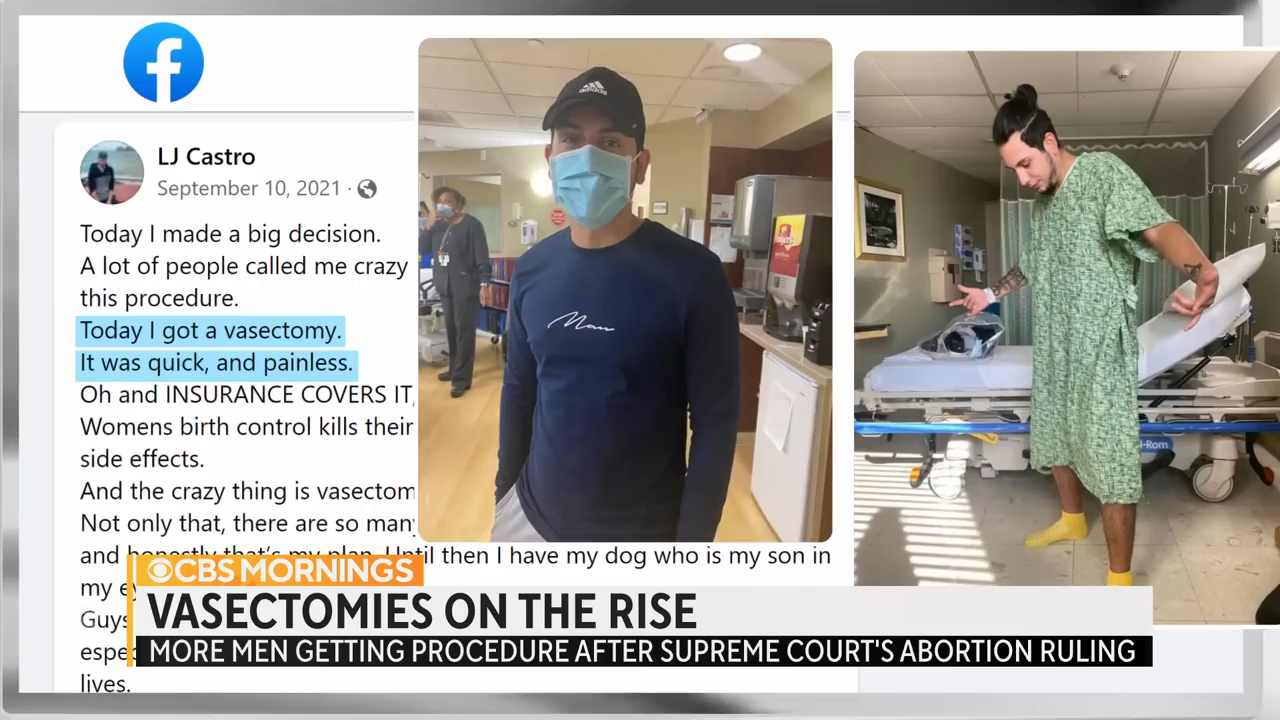 LJ Castro
September 10, 2021 ·
Today I made a big decision.
A lot of people called me crazy
this procedure.
Today I got a vasectomy.
It was quick, and painless.
Oh and INSURANCE COVERS IT,
Womens birth control kills their
side effects.
And the crazy thing is
Not only that, there are so many
and honestly that's my plan. Until then I have my dog who is my son in
my
Guys
lives.
adidas
Man
Folgers
-Rom
CBS MORNINGS
VASECTOMIES ON THE RISE
MORE MEN GETTING PROCEDURE AFTER SUPREME COURT'S ABORTION RULING